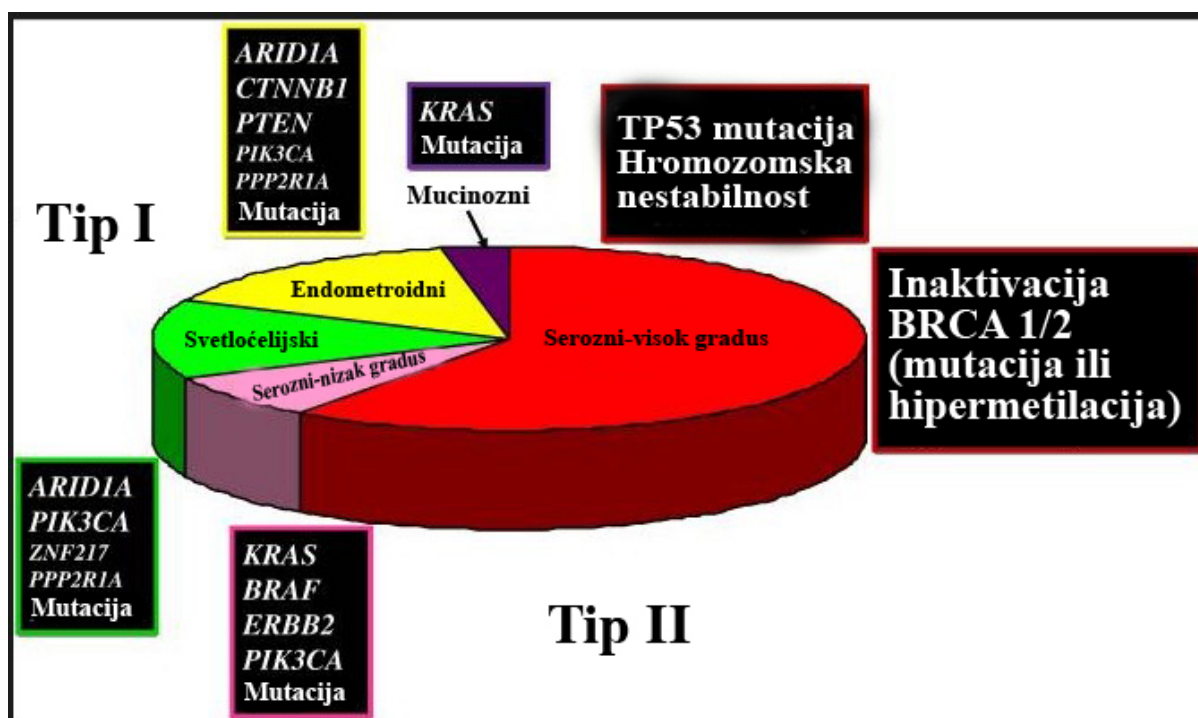 ARID1A
CTNNB1
PTEN
PIK3CA
PPP2R1A
Mutacija
KRAS
Mutacija
Mucinozni
TP53 mutacija
Hromozomska
nestabilnost
Tip I
Inaktivacija
BRCA 1/2
(mutacija ili
hipermetilacija)
Endometroidni
Svetloćelijski
Serozni-nizak gradus
Serozni-visok gradus
ARID1A
PIK3CA
ZNF217
PPP2R1A
Mutacija
KRAS
BRAF
ERBB2
PIK3CA
Mutacija
Tip II